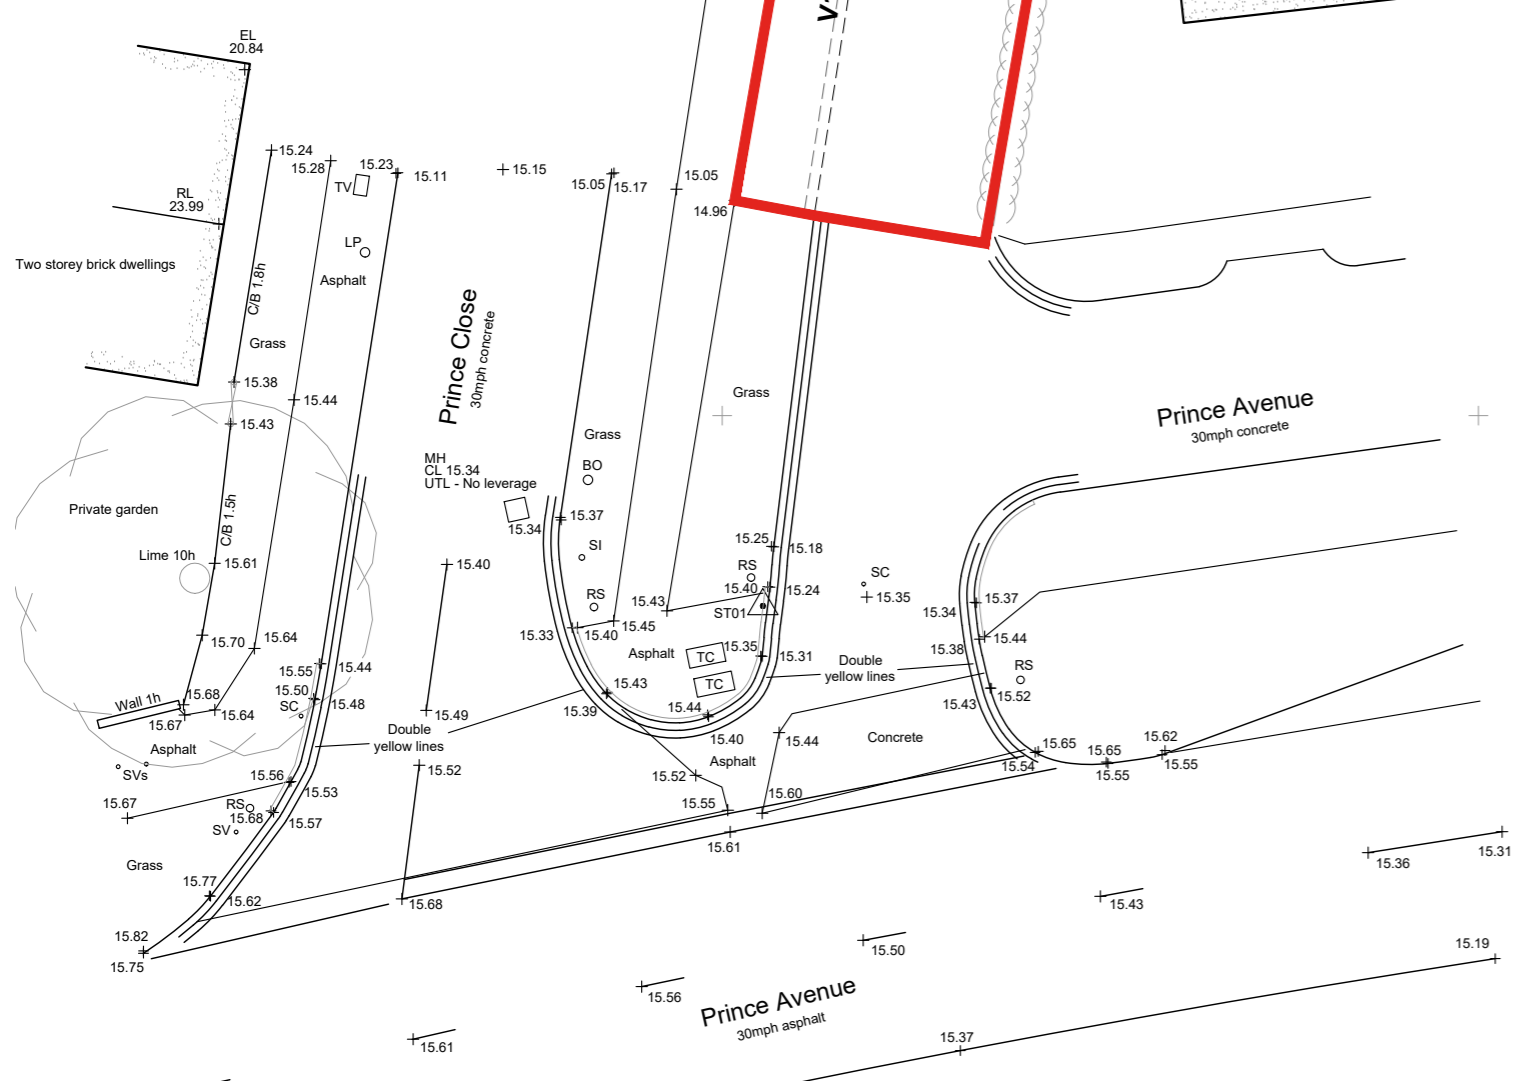 EL
20.84
15.24
15.28
15.23
15.11
15.15
15.05
15.17
15.05
14.96
TV
RL
23.99
LP
Two storey brick dwellings
Asphalt
C/B 1.8h
Grass
Prince Close
30mph concrete
15.38
15.44
15.43
Grass
Grass
Prince Avenue
30mph concrete
MH
CL 15.34
UTL - No leverage
BO
15.34
15.37
Private garden
C/B 1.5h
Lime 10h
15.61
15.40
SI
15.25
15.18
RS
15.40
15.24
SC
15.35
RS
15.43
ST01
15.37
15.34
15.33
15.40
15.45
15.44
15.38
15.70
15.64
Asphalt
TC
TC
15.35
15.31
Double
yellow lines
RS
15.55
15.44
15.50
15.48
SC
15.68
Wall 1h
15.67
15.64
15.43
15.39
15.44
15.40
15.52
15.43
15.49
Double
yellow lines
15.44
Concrete
Asphalt
SVs
15.52
Asphalt
15.52
15.65
15.54
15.65
15.55
15.62
15.55
15.56
15.53
15.67
RS
15.68
15.57
SV
15.55
15.60
15.61
Grass
15.77
15.62
15.68
15.36
15.31
15.43
15.82
15.75
15.50
15.19
15.56
Prince Avenue
30mph asphalt
15.61
15.37